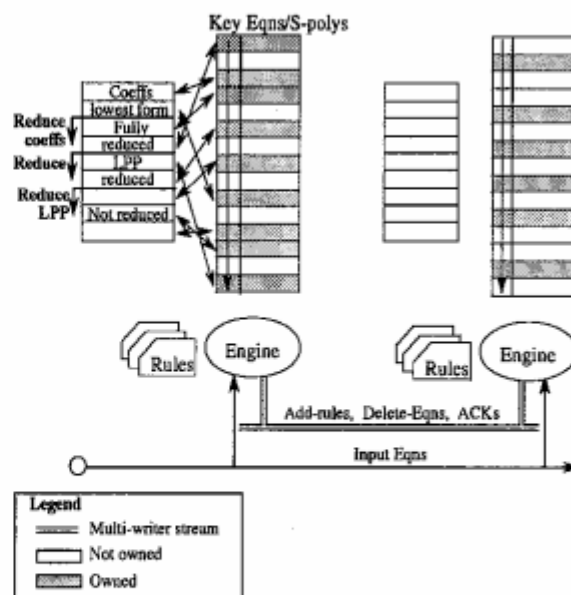 Key Eqns/S-polys
Coeffs
lowest form
Reduce
coeffs
Fully
reduced
Reduce
LPP
reduced
Reduce
LPP
Not reduced
Rules
Engine
Rules
Engine
Add-rules, Delete-Eqns, ACKs
Input Eqns
Legend
Multi-writer stream
Not owned
Owned